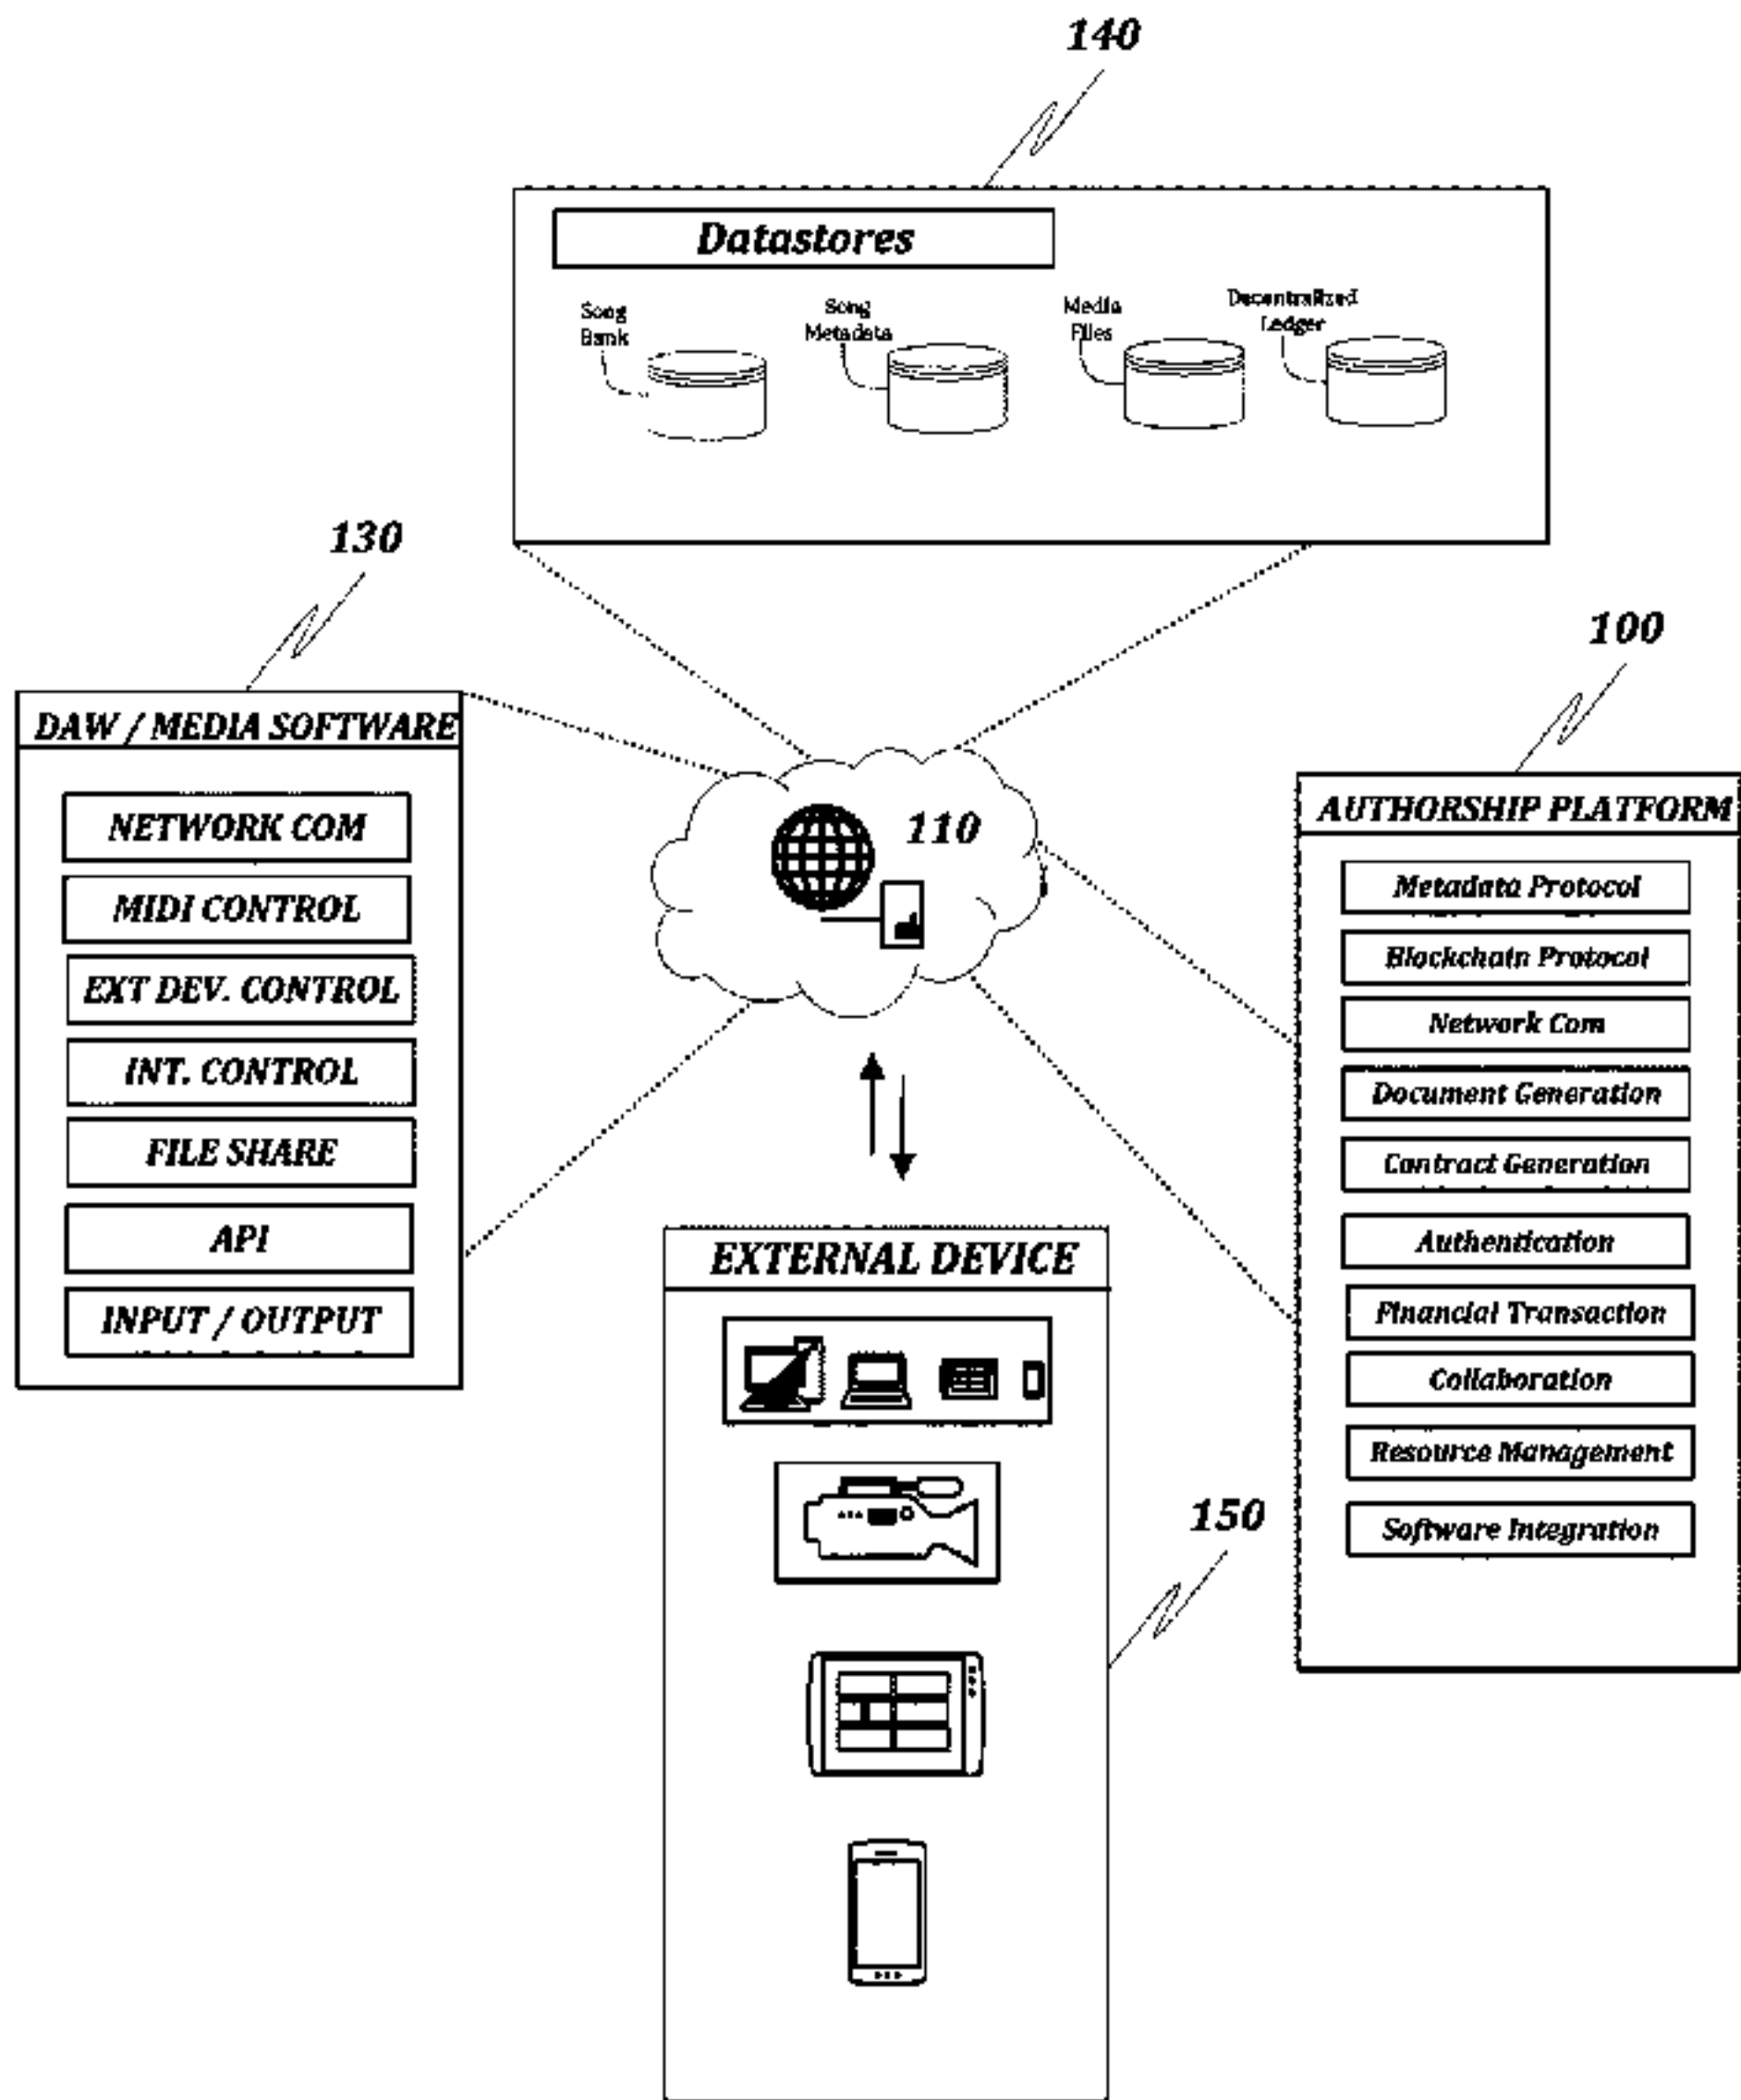 140
Datastores
Song
Bank
Song
Metadata
Media
Files
Decentralized
Ledger
130
DAW / MEDIA SOFTWARE
NETWORK COM
MIDI CONTROL
EXT DEV. CONTROL
INT. CONTROL
FILE SHARE
API
INPUT / OUTPUT
110
100
AUTHORSHIP PLATFORM
Metadata Protocol
Blockchain Protocol
Network Com
Document Generation
Contract Generation
Authentication
Financial Transaction
Collaboration
Resource Management
Software Integration
EXTERNAL DEVICE
150